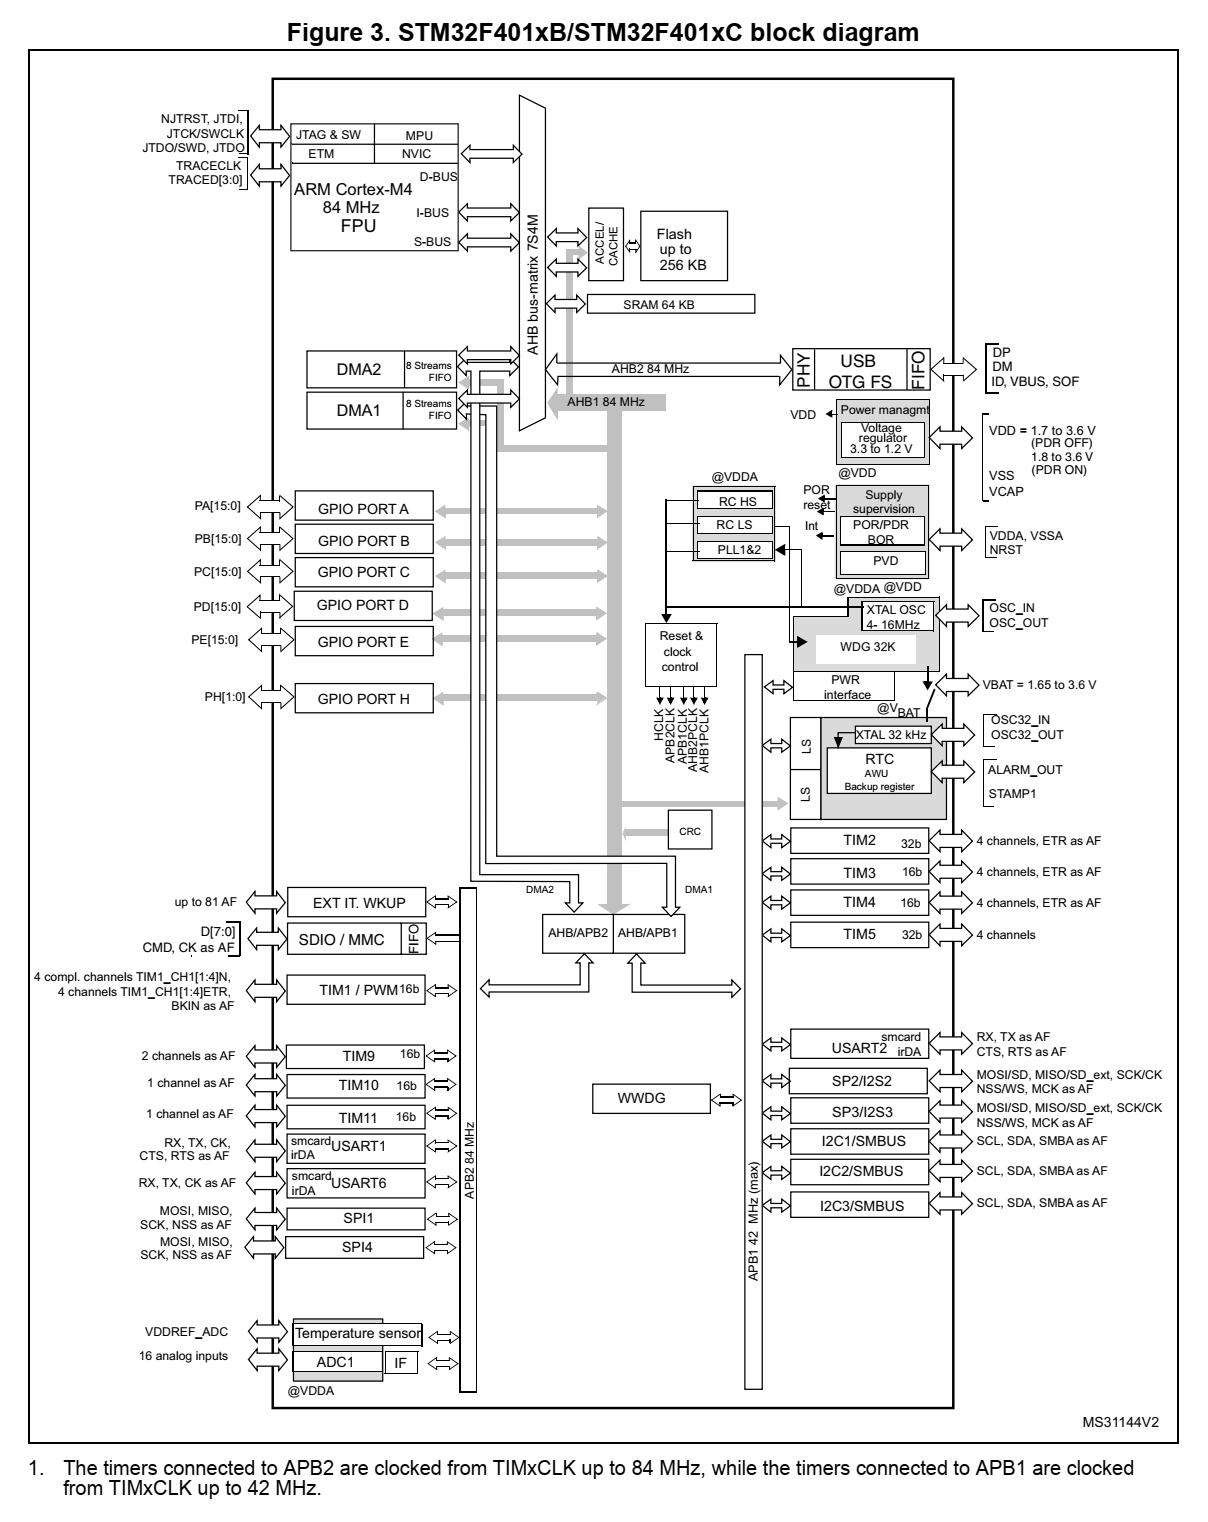 Figure 3. STM32F401xB/STM32F401xC block diagram
NJTRST, JTDI,
JTCK/SWCLK
JTDO/SWD, JTDO
TRACECLK
TRACED[3:0]
JTAG & SW
MPU
ETM
NVIC
D-BUS
ARM Cortex-M4
84 MHz
FPU
I-BUS
S-BUS
AHB bus-matrix 7S4M
ACCEL/
CACHE
Flash
up to
256 KB
SRAM 64 KB
DMA2
8 Streams
FIFO
DMA1
8 Streams
FIFO
AHB2 84 MHz
AHB1 84 MHz
PHY
USB
OTG FS
FIFO
DP
DM
ID, VBUS, SOF
VDD
Power managmt
Voltage
regulator
3.3 to 1.2 V
@VDD
VDD = 1.7 to 3.6 V
(PDR OFF)
1.8 to 3.6 V
(PDR ON)
VSS
VCAP
@VDDA
RC HS
RC LS
PLL1&2
POR
reset
Int
Supply
supervision
POR/PDR
BOR
PVD
@VDDA @VDD
VDDA, VSSA
NRST
PA[15:0]
GPIO PORT A
PB[15:0]
GPIO PORT B
PC[15:0]
GPIO PORT C
PD[15:0]
GPIO PORT D
PE[15:0]
GPIO PORT E
PH[1:0]
GPIO PORT H
XTAL OSC
4- 16MHz
OSC_IN
OSC_OUT
WDG 32K
Reset &
clock
control
HCLK
APB2CLK
APB1CLK
AHB2PCLK
AHB1PCLK
PWR
interface
VBAT = 1.65 to 3.6 V
@VBAT
LS
LS
XTAL 32 kHz
OSC32_IN
OSC32_OUT
RTC
AWU
Backup register
ALARM_OUT
STAMP1
CRC
TIM2
32b
4 channels, ETR as AF
TIM3
16b
4 channels, ETR as AF
TIM4
16b
4 channels, ETR as AF
TIM5
32b
4 channels
DMA2
DMA1
AHB/APB2
AHB/APB1
up to 81 AF
EXT IT. WKUP
D[7:0]
CMD, CK as AF
SDIO / MMC
FIFO
4 compl. channels TIM1_CH1[1:4]N,
4 channels TIM1_CH1[1:4]ETR,
BKIN as AF
TIM1 / PWM
16b
2 channels as AF
TIM9
16b
1 channel as AF
TIM10
16b
1 channel as AF
TIM11
16b
RX, TX, CK,
CTS, RTS as AF
smcard
irDA
USART1
RX, TX, CK as AF
smcard
irDA
USART6
MOSI, MISO,
SCK, NSS as AF
SPI1
MOSI, MISO,
SCK, NSS as AF
SPI4
VDDREF_ADC
Temperature sensor
16 analog inputs
ADC1
IF
@VDDA
APB2 84 MHz
WWDG
APB1 42 MHz (max)
smcard
USART2
irDA
RX, TX as AF
CTS, RTS as AF
SP2/I2S2
MOSI/SD, MISO/SD_ext, SCK/CK
NSS/WS, MCK as AF
SP3/I2S3
MOSI/SD, MISO/SD_ext, SCK/CK
NSS/WS, MCK as AF
I2C1/SMBUS
SCL, SDA, SMBA as AF
I2C2/SMBUS
SCL, SDA, SMBA as AF
I2C3/SMBUS
SCL, SDA, SMBA as AF
MS31144V2
1. The timers connected to APB2 are clocked from TIMxCLK up to 84 MHz, while the timers connected to APB1 are clocked
from TIMxCLK up to 42 MHz.